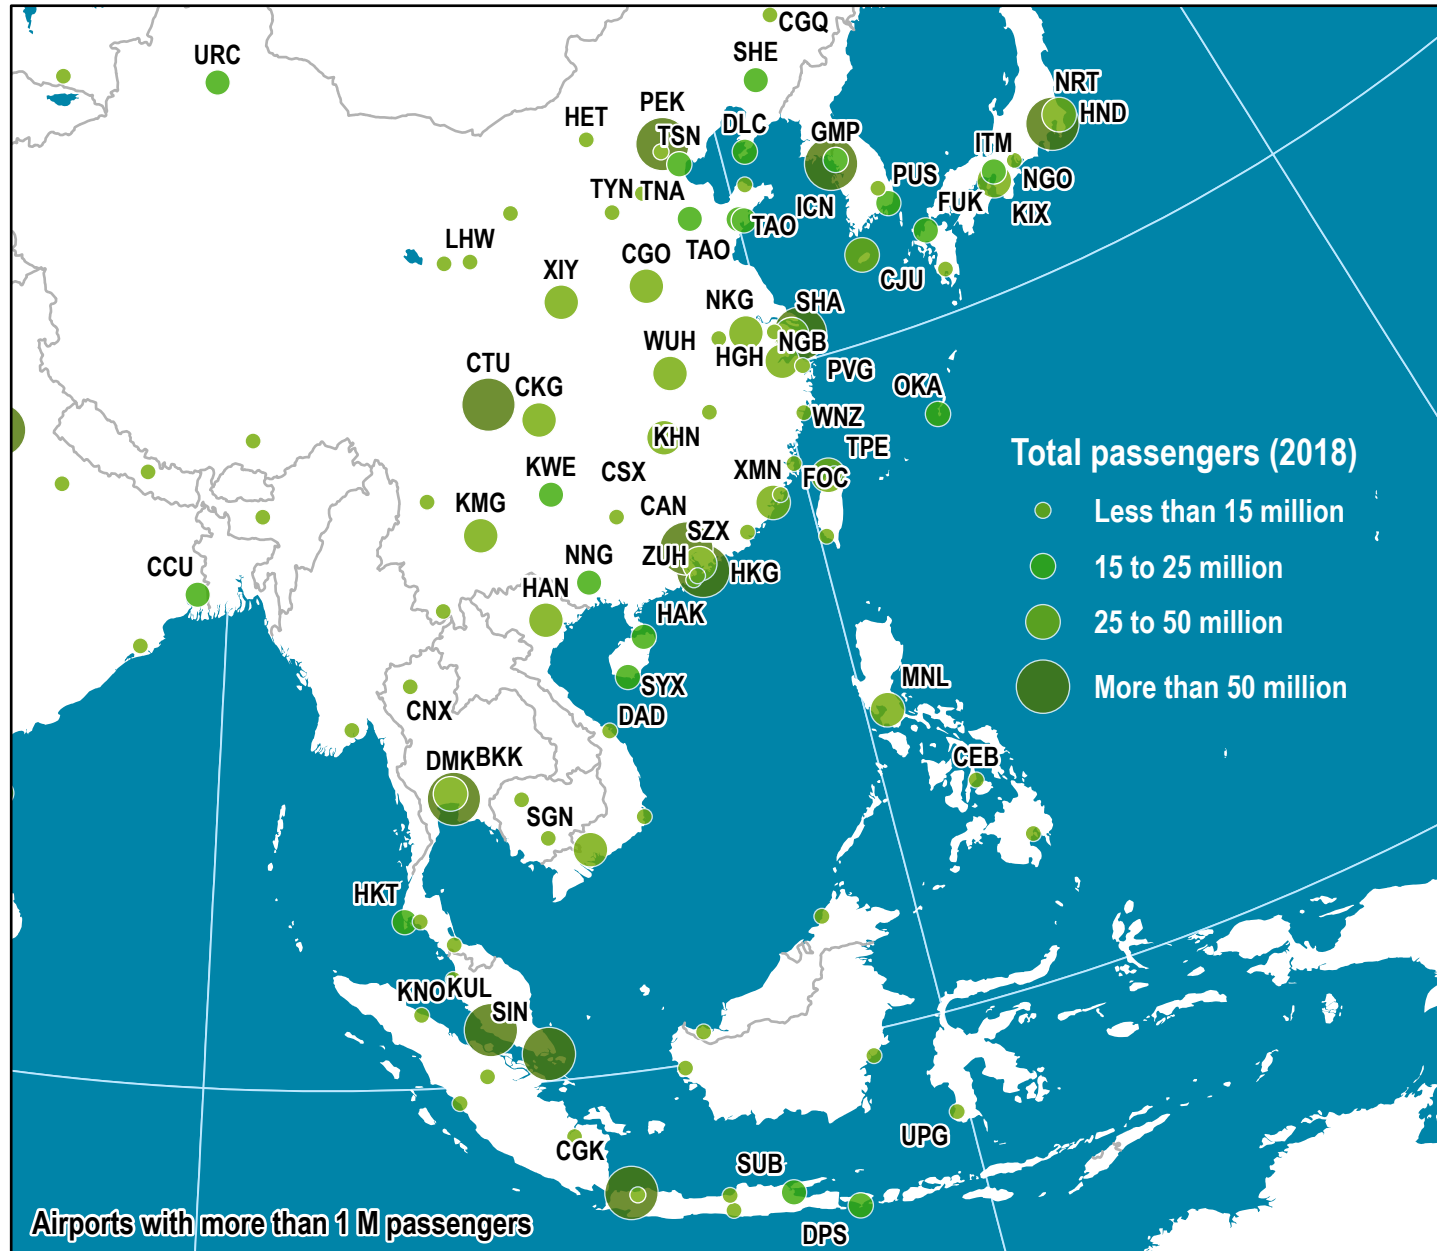 CGQ
URC
SHE
NRT
PEK
HND
HET
TSN
DLC
GMP
ITM
PUS
NGO
TYN
TNA
ICN
FUK
KIX
TAO
TAO
LHW
CGO
XIY
CJU
NKG
SHA
WUH
HGH
NGB
PVG
CTU
CKG
OKA
KHN
WNZ
TPE
KWE
CSX
XMN
FOC
KMG
CAN
SZX
ZUH
HKG
CCU
NNG
HAN
HAK
SYX
MNL
CNX
DAD
DMK
BKK
CEB
SGN
HKT
KNO
KUL
SIN
UPG
CGK
SUB
DPS
Total passengers (2018)
Less than 15 million
15 to 25 million
25 to 50 million
More than 50 million
Airports with more than 1 M passengers